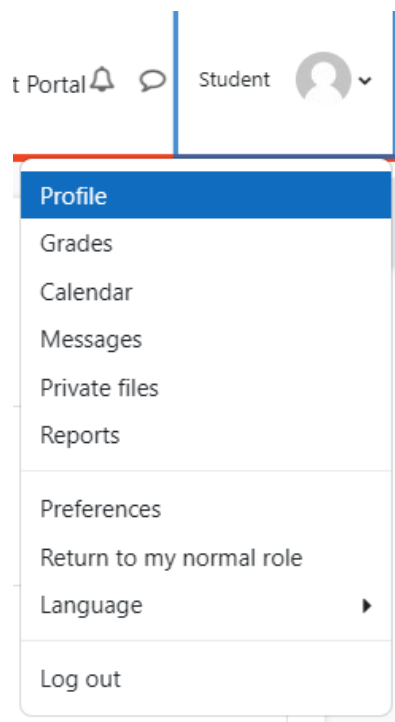 t Portal
Student
Profile
Grades
Calendar
Messages
Private files
Reports
Preferences
Return to my normal role
Language
Log out